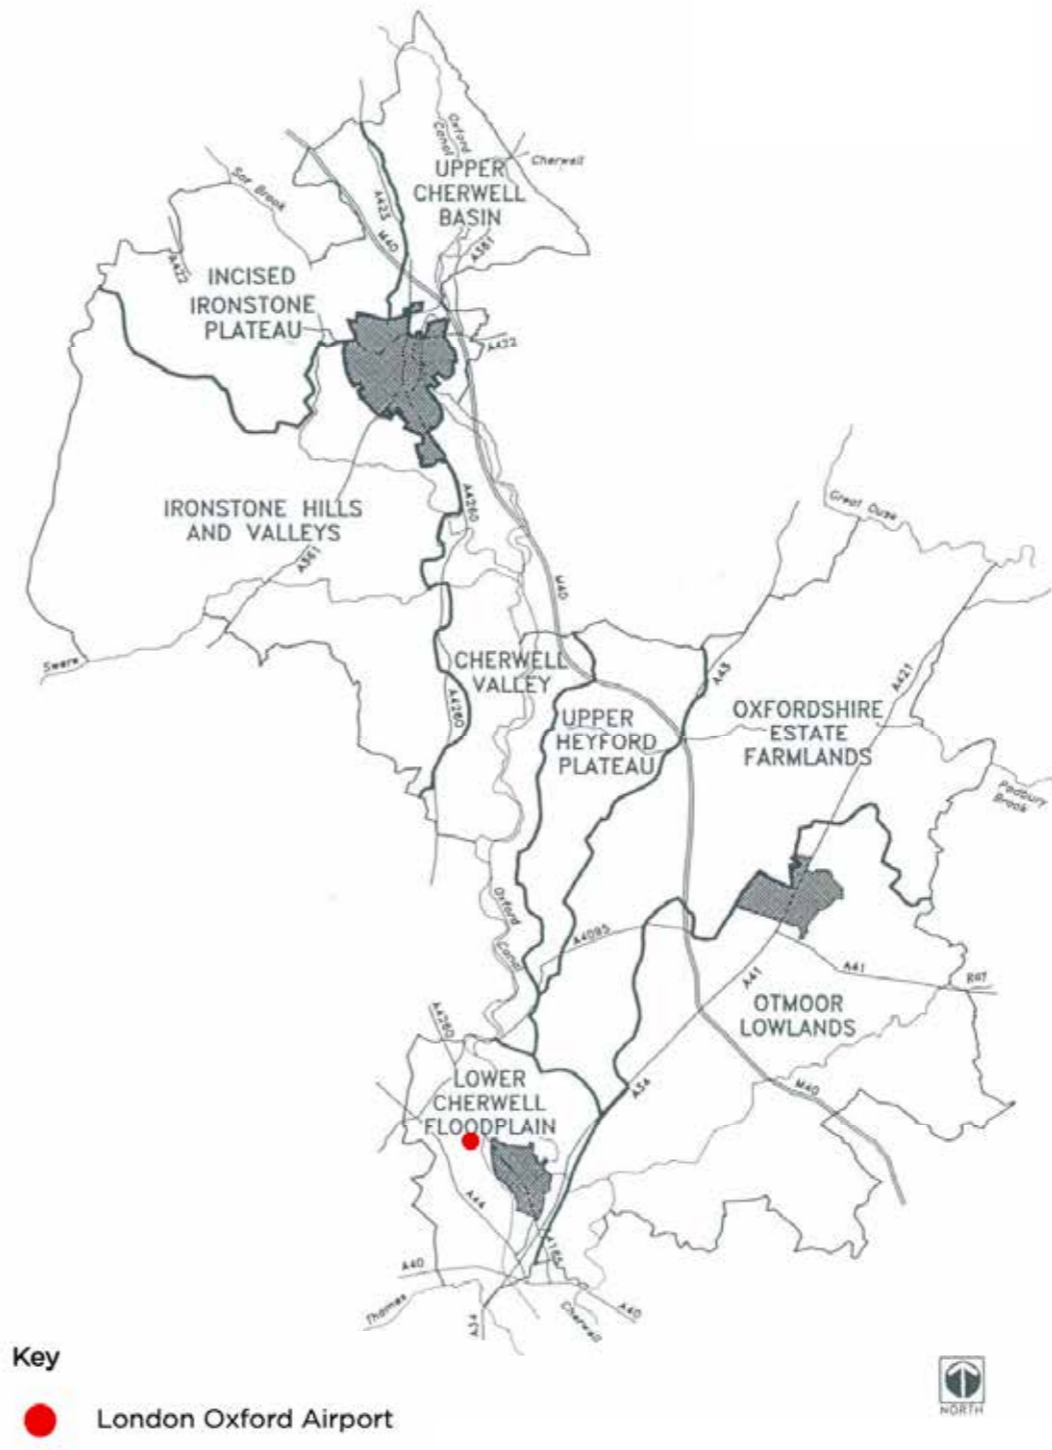 Oxford
Canal
Cherwell
UPPER
CHERWELL
BASIN
Sor Brook
A423
M40
A361
A422
INCISED
IRONSTONE
PLATEAU
A422
IRONSTONE HILLS
AND VALLEYS
A4260
A361
Great Ouse
M40
Swere
CHERWELL
VALLEY
A4260
A43
A421
UPPER
HEYFORD
PLATEAU
OXFORDSHIRE
ESTATE
FARMLANDS
Padbury
Brook
Oxford
Canal
A4095
A41
A41
Ray
OTMOOR
LOWLANDS
A4260
LOWER
CHERWELL
FLOODPLAIN
A34
M40
A44
A40
Thames
A34
Cherwell
A40
Key
London Oxford Airport
NORTH